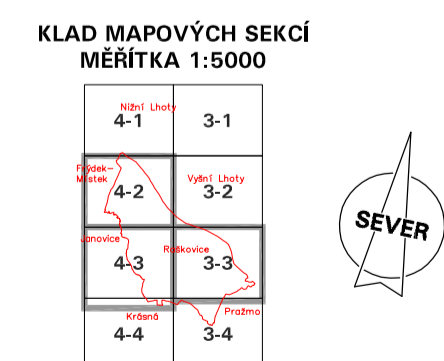 KLAD MAPOVÝCH SEKCÍ
MĚŘÍTKA 1:5000
Nižní Lhoty
4-1
3-1
Frýdek-
Místek
4-2
Vyšní Lhoty
3-2
SEVER
Janovice
Raškovice
4-3
3-3
Krásná
Pražmo
4-4
3-4